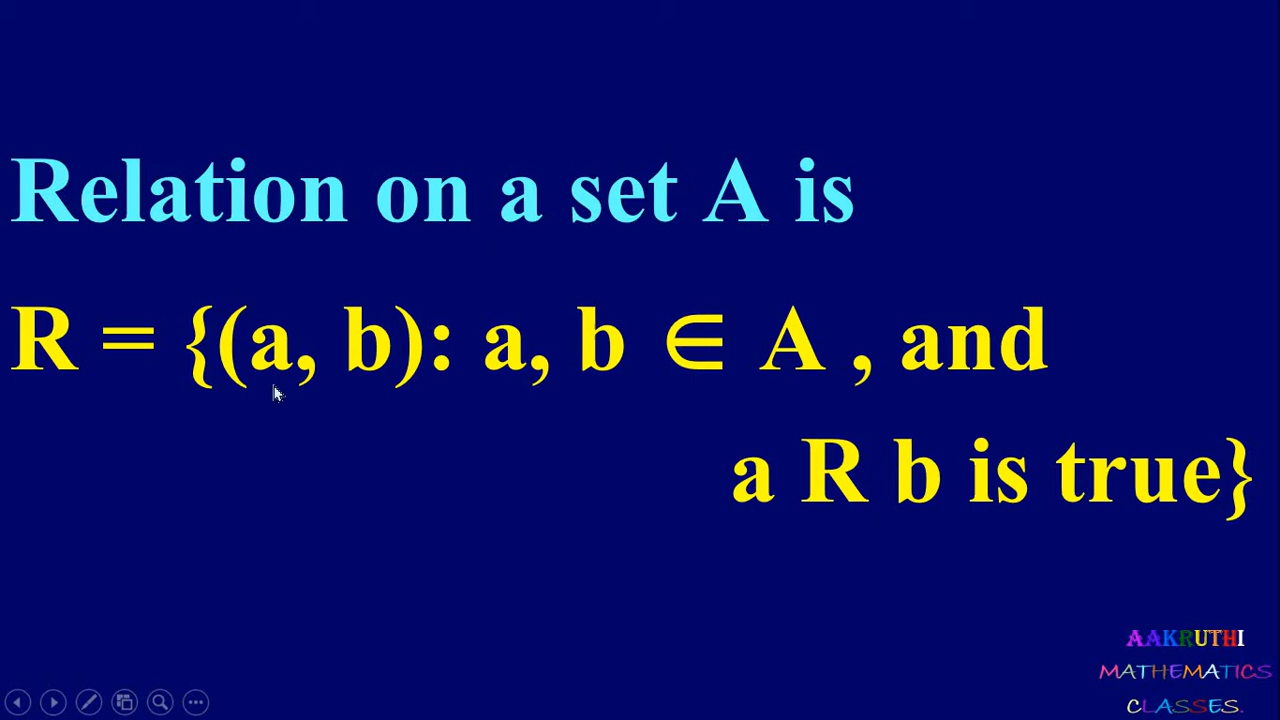 Relation on a set A is
R = {(a, b): a, b ∈ A , and
a R b is true}
AAKRUTHI
MATHEMATICS
CLASSES.